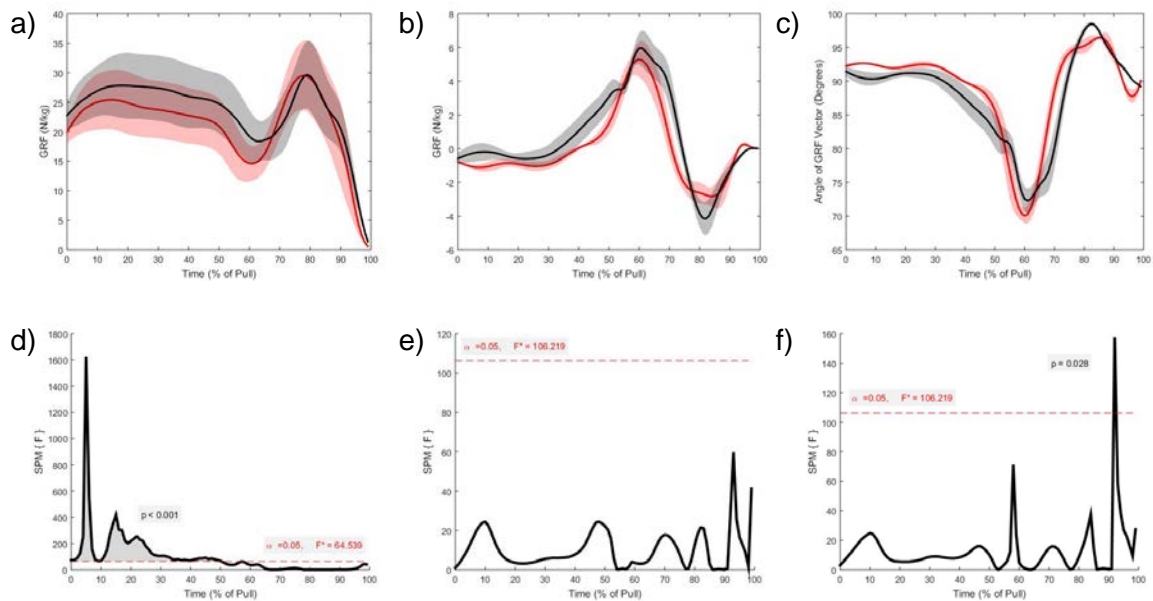 a)
40
35
30
25
20
15
10
5
0
GRF (N/kg)
0 10 20 30 40 50 60 70 80 90 100
Time (% of Pull)
b)
8
6
4
2
0
-2
-4
-6
GRF (N/kg)
0 10 20 30 40 50 60 70 80 90 100
Time (% of Pull)
c)
100
95
90
85
80
75
70
65
Angle of GRF Vector (Degrees)
0 10 20 30 40 50 60 70 80 90 100
Time (% of Pull)
d)
1800
1600
1400
1200
1000
800
600
400
200
0
SPM { F }
p < 0.001
α =0.05, F* = 64.539
0 10 20 30 40 50 60 70 80 90 100
Time (% of Pull)
e)
120
100
80
60
40
20
0
SPM { F }
α =0.05, F* = 106.219
0 10 20 30 40 50 60 70 80 90 100
Time (% of Pull)
f)
160
140
120
100
80
60
40
20
0
SPM { F }
p = 0.028
α =0.05, F* = 106.219
0 10 20 30 40 50 60 70 80 90 100
Time (% of Pull)